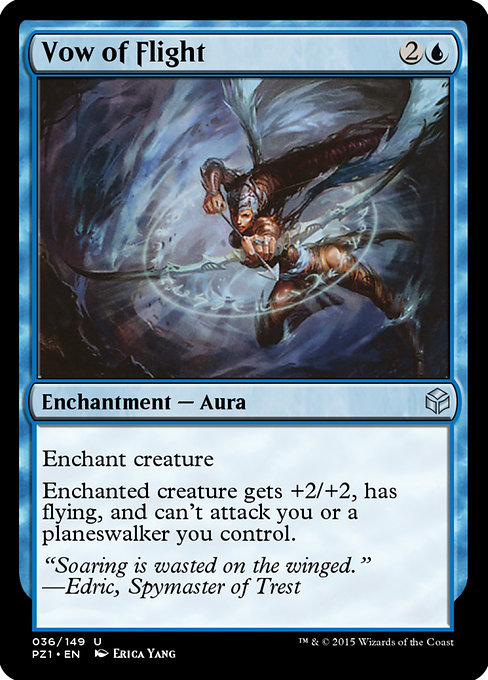 Vow of Flight 2
Enchantment — Aura
Enchant creature
Enchanted creature gets +2/+2, has
flying, and can't attack you or a
planeswalker you control.
“Soaring is wasted on the winged.”
—Edric, Spymaster of Trest
036/149 U
™ & © 2015 Wizards of the Coast
PZ1 • EN Erica Yang